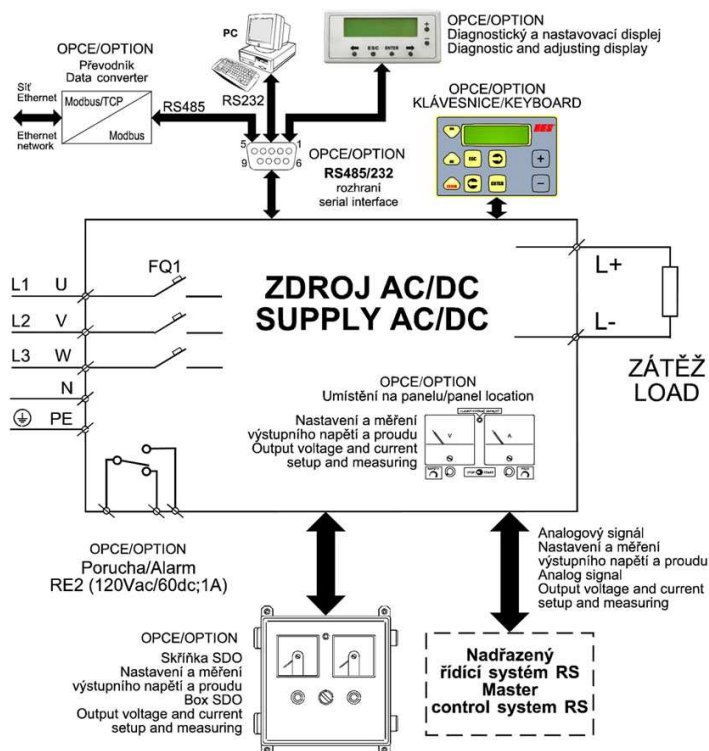 PC
OPCE/OPTION
Diagnostický a nastavovací displej
Diagnostic and adjusting display
ESC ENTER
+
-
OPCE/OPTION
Převodník
Data converter
Síť
Ethernet
Modbus/TCP
Modbus
Ethernet
network
RS485
RS232
5
1
9
6
OPCE/OPTION
RS485/232
rozhraní
serial interface
OPCE/OPTION
KLÁVESNICE/KEYBOARD
ESC
ENTER
+
−
L1 U
L2 V
L3 W
N
PE
FQ1
ZDROJ AC/DC
SUPPLY AC/DC
L+
L-
ZÁTĚŽ
LOAD
OPCE/OPTION
Umístění na panelu/panel location
Nastavení a měření
výstupního napětí a proudu
Output voltage and current
setup and measuring
V
A
OPCE/OPTION
Porucha/Alarm
RE2 (120Vac/60dc;1A)
OPCE/OPTION
Skříňka SDO
Nastavení a měření
výstupního napětí a proudu
Box SDO
Output voltage and current
setup and measuring
Analogový signál
Nastavení a měření
výstupního napětí a proudu
Analog signal
Output voltage and current
setup and measuring
Nadřazený
řídící systém RS
Master
control system RS